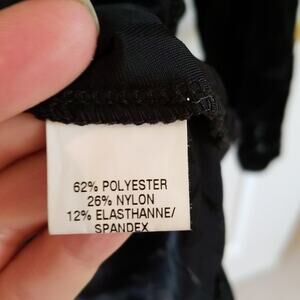 62% POLYESTER
26% NYLON
12% ELASTHANNE/
SPANDEX